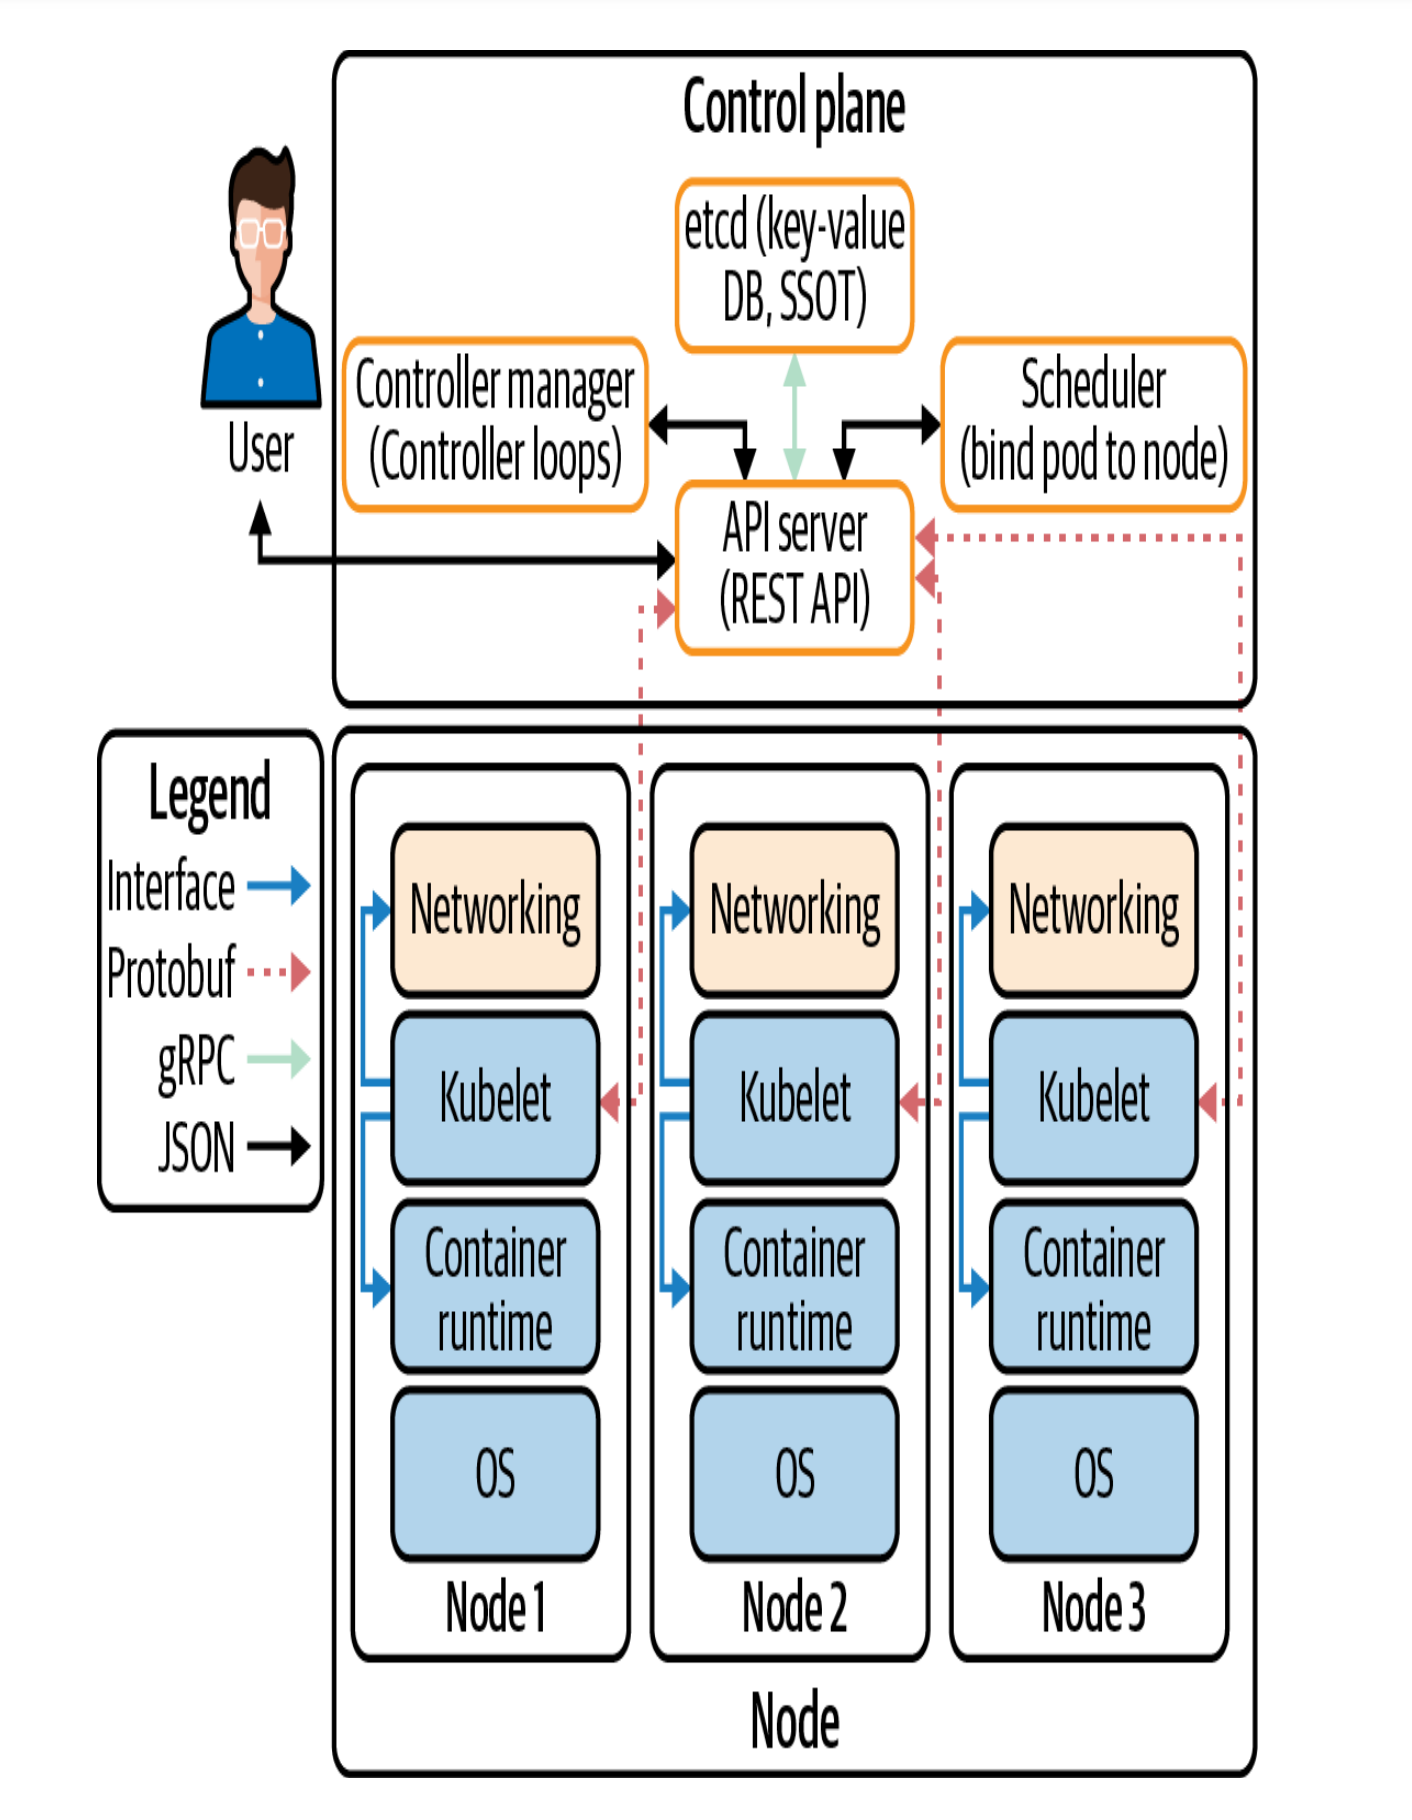 Control plane
etcd (key-value
DB, SSOT)
Controller manager
(Controller loops)
Scheduler
(bind pod to node)
User
API server
(REST API)
Legend
Interface
Protobuf
gRPC
JSON
Networking
Kubelet
Container
runtime
OS
Node 1
Networking
Kubelet
Container
runtime
OS
Node 2
Networking
Kubelet
Container
runtime
OS
Node 3
Node